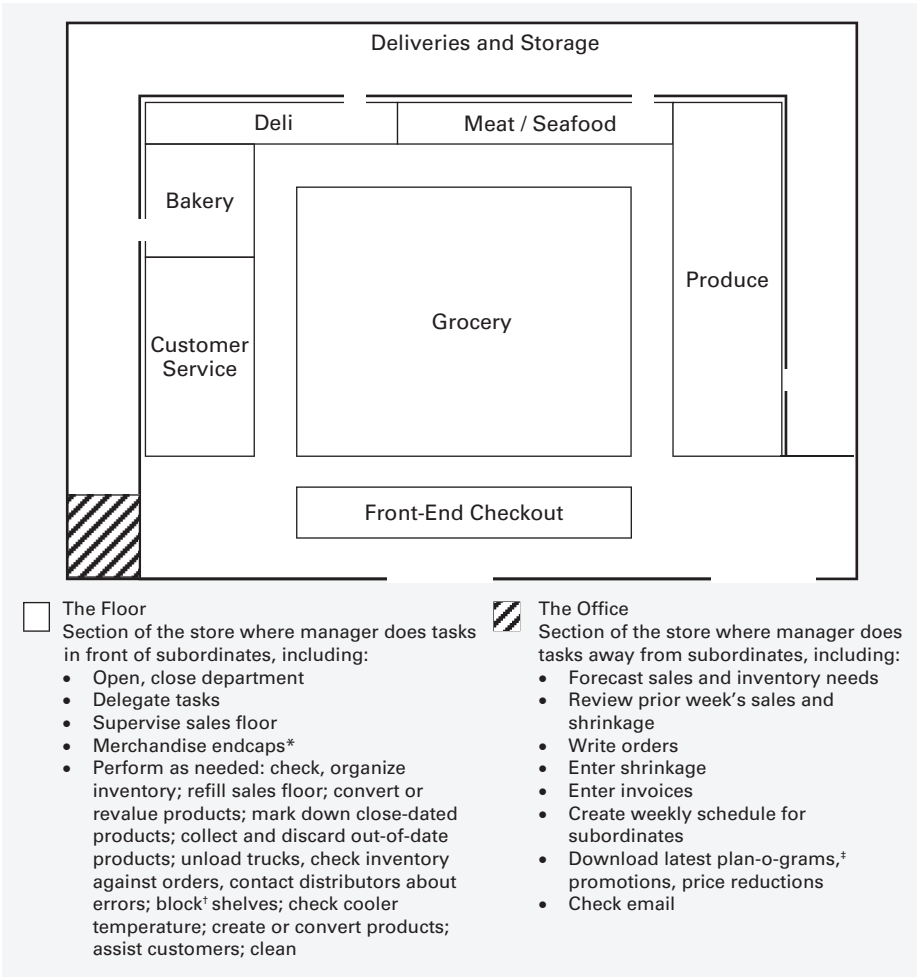 Deliveries and Storage
Deli
Meat / Seafood
Bakery
Produce
Grocery
Customer
Service
Front-End Checkout
The Floor
Section of the store where manager does tasks
in front of subordinates, including:
• Open, close department
• Delegate tasks
• Supervise sales floor
• Merchandise endcaps*
• Perform as needed: check, organize
inventory; refill sales floor; convert or
revalue products; mark down close-dated
products; collect and discard out-of-date
products; unload trucks, check inventory
against orders, contact distributors about
errors; block† shelves; check cooler
temperature; create or convert products;
assist customers; clean
The Office
Section of the store where manager does
tasks away from subordinates, including:
• Forecast sales and inventory needs
• Review prior week’s sales and
shrinkage
• Write orders
• Enter shrinkage
• Enter invoices
• Create weekly schedule for
subordinates
• Download latest plan-o-grams,‡
promotions, price reductions
• Check email